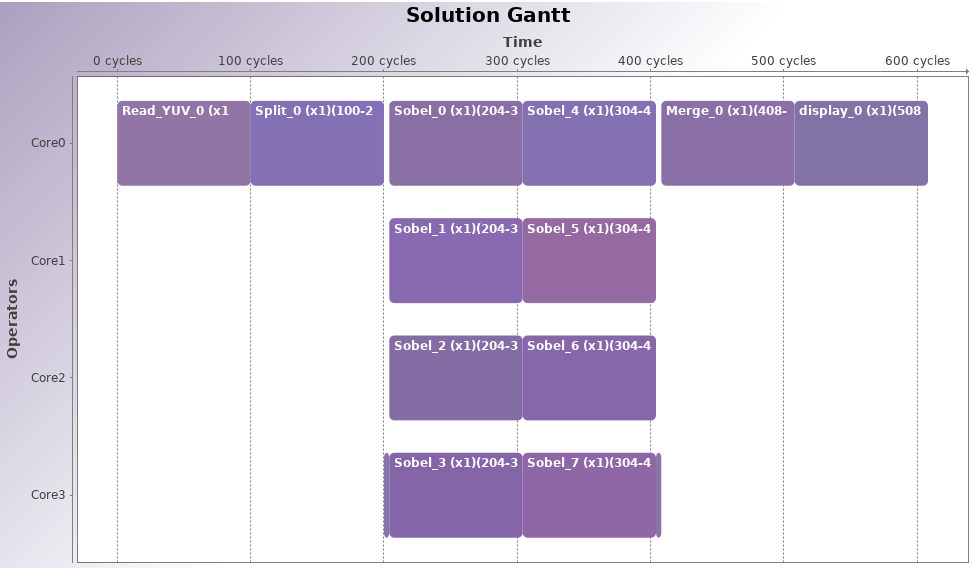 Solution Gantt
Time
0 cycles 100 cycles 200 cycles 300 cycles 400 cycles 500 cycles 600 cycles
Operators
Core0
Read_YUV_0 (x1 Split_0 (x1)(100-2 Sobel_0 (x1)(204-3 Sobel_4 (x1)(304-4 Merge_0 (x1)(408- display_0 (x1)(508
Core1
Sobel_1 (x1)(204-3 Sobel_5 (x1)(304-4
Core2
Sobel_2 (x1)(204-3 Sobel_6 (x1)(304-4
Core3
Sobel_3 (x1)(204-3 Sobel_7 (x1)(304-4